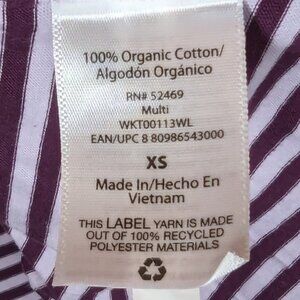 100% Organic Cotton/
Algodón Orgánico
RN# 52469
Multi
WKT00113WL
EAN/UPC 8 80986543000
XS
Made In/Hecho En
Vietnam
THIS LABEL YARN IS MADE
OUT OF 100% RECYCLED
POLYESTER MATERIALS